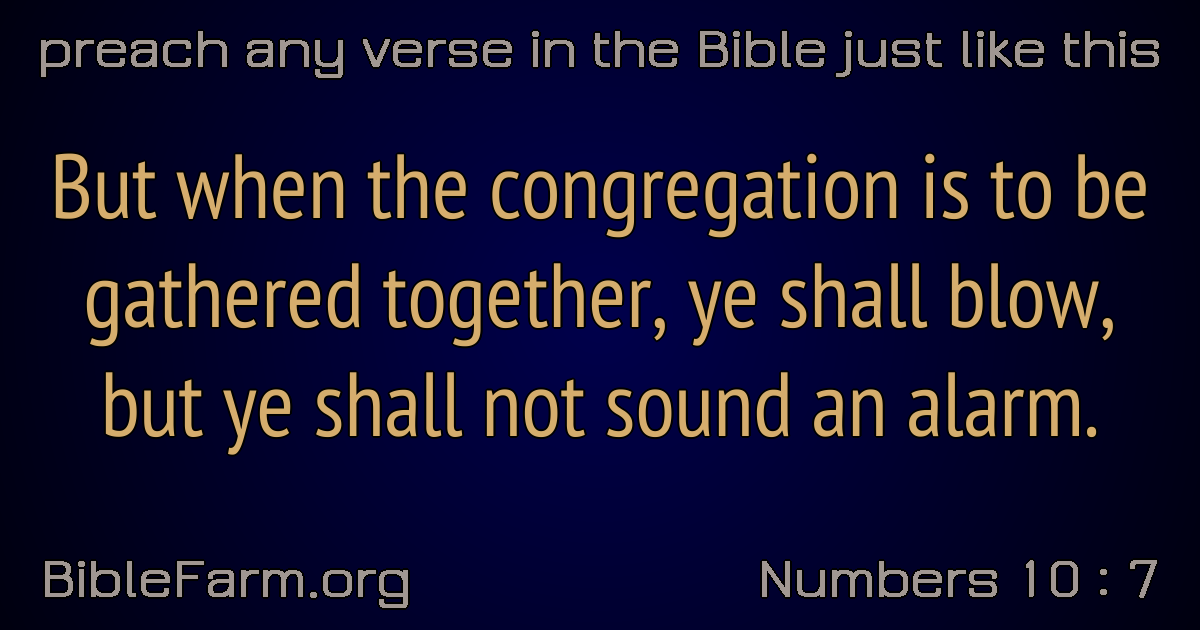 preach any verse in the Bible just like this
But when the congregation is to be
gathered together, ye shall blow,
but ye shall not sound an alarm.
BibleFarm.org
Numbers 10 : 7